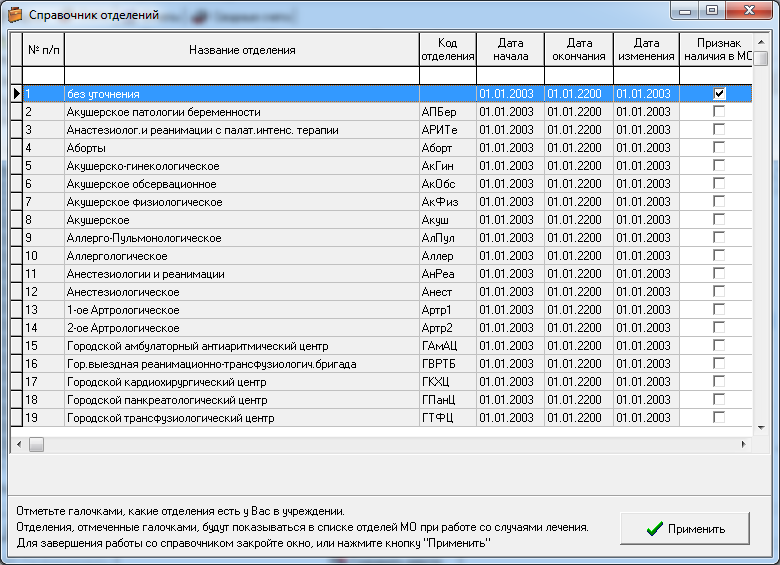 Справочник отделений
№ п/п Название отделения Код отделения Дата начала Дата окончания Дата изменения Признак наличия в МО
1 без уточнения 01.01.2003 01.01.2200 01.01.2003
2 Акушерское патологии беременности АПБер 01.01.2003 01.01.2200 01.01.2003
3 Анастезиолог.и реанимации с палат.интенс. терапии АРИТе 01.01.2003 01.01.2200 01.01.2003
4 Аборты Аборт 01.01.2003 01.01.2200 01.01.2003
5 Акушерско-гинекологическое АкГин 01.01.2003 01.01.2200 01.01.2003
6 Акушерское обсервационное АкОбс 01.01.2003 01.01.2200 01.01.2003
7 Акушерское физиологическое АкФиз 01.01.2003 01.01.2200 01.01.2003
8 Акушерское Акуш 01.01.2003 01.01.2200 01.01.2003
9 Аллерго-Пульмонологическое АлПул 01.01.2003 01.01.2200 01.01.2003
10 Аллергологическое Аллер 01.01.2003 01.01.2200 01.01.2003
11 Анестезиологии и реанимации АнРеа 01.01.2003 01.01.2200 01.01.2003
12 Анестезиологическое Анест 01.01.2003 01.01.2200 01.01.2003
13 1-ое Артрологическое Артр1 01.01.2003 01.01.2200 01.01.2003
14 2-ое Артрологическое Артр2 01.01.2003 01.01.2200 01.01.2003
15 Городской амбулаторный антиаритмический центр ГАмАЦ 01.01.2003 01.01.2200 01.01.2003
16 Гор.выездная реанимационно-трансфузиологич.бригада ГВРТБ 01.01.2003 01.01.2200 01.01.2003
17 Городской кардиохирургический центр ГКХЦ 01.01.2003 01.01.2200 01.01.2003
18 Городской панкреатологический центр ГПанЦ 01.01.2003 01.01.2200 01.01.2003
19 Городской трансфузиологический центр ГТФЦ 01.01.2003 01.01.2200 01.01.2003
Отметьте галочками, какие отделения есть у Вас в учреждении.
Отделения, отмеченные галочками, будут показываться в списке отделей МО при работе со случаями лечения.
Для завершения работы со справочником закройте окно, или нажмите кнопку "Применить"
Применить